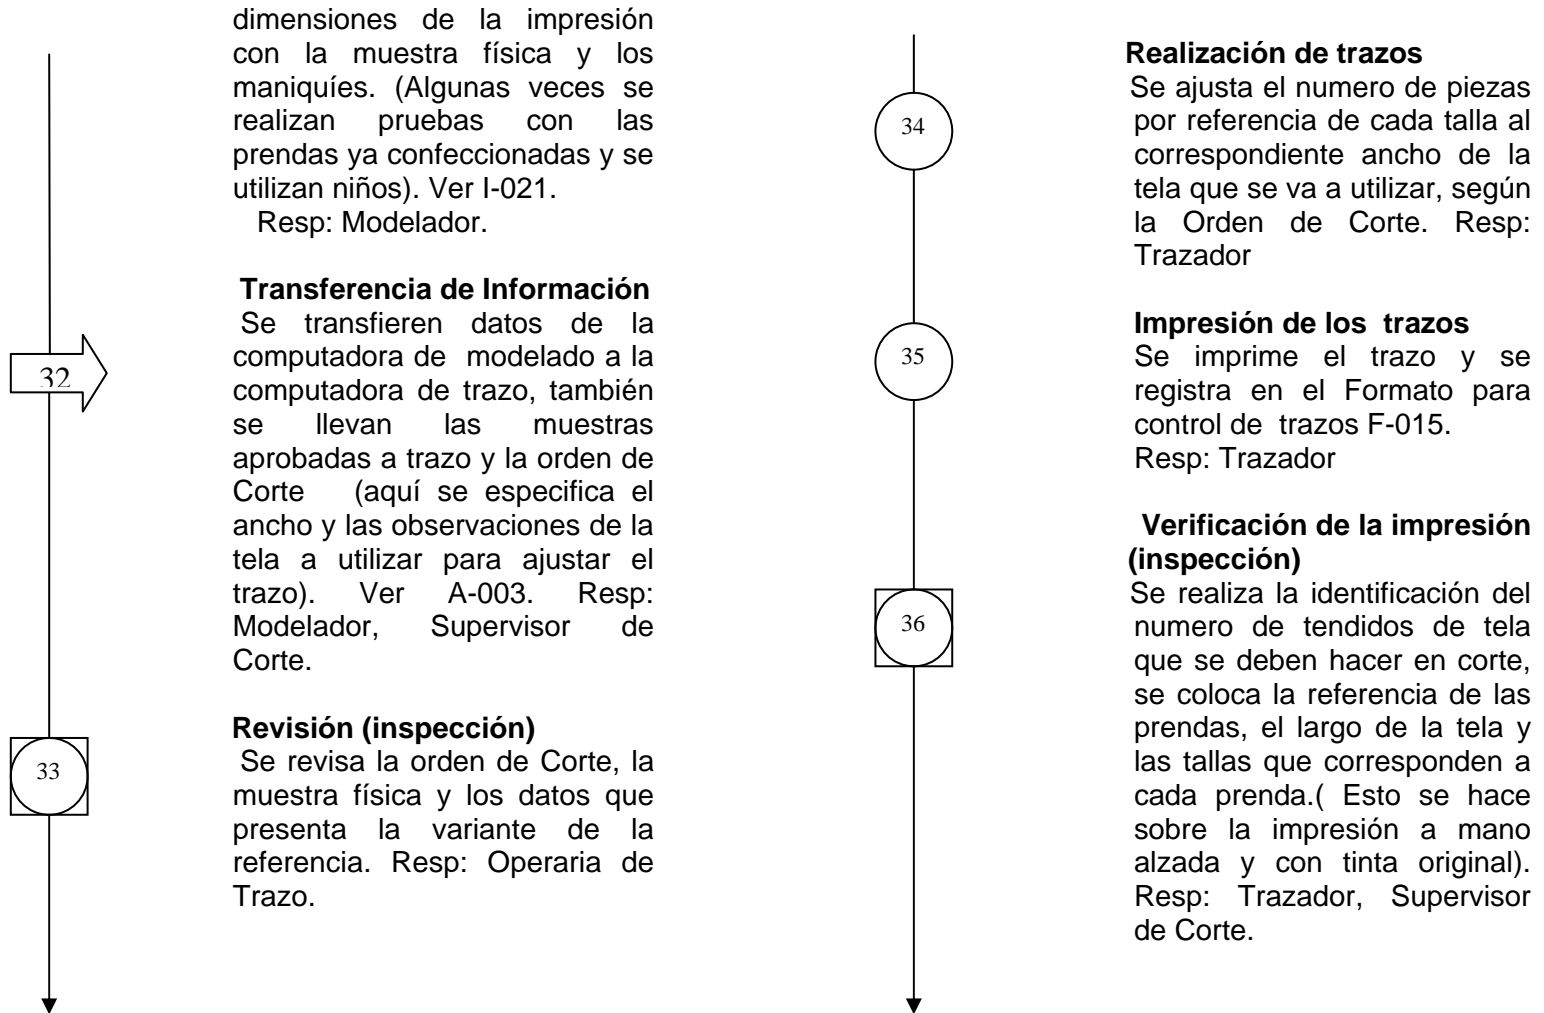 dimensiones de la impresión
con la muestra física y los
maniquíes. (Algunas veces se
realizan pruebas con las
prendas ya confeccionadas y se
utilizan niños). Ver I-021.
Resp: Modelador.
Transferencia de Información
Se transfieren datos de la
computadora de modelado a la
32
computadora de trazo, también
se llevan las muestras
aprobadas a trazo y la orden de
Corte (aquí se especifica el
ancho y las observaciones de la
tela a utilizar para ajustar el
trazo). Ver A-003. Resp:
Modelador, Supervisor de
Corte.
Revisión (inspección)
Se revisa la orden de Corte, la
33
muestra física y los datos que
presenta la variante de la
referencia. Resp: Operaria de
Trazo.
Realización de trazos
Se ajusta el numero de piezas
34
por referencia de cada talla al
correspondiente ancho de la
tela que se va a utilizar, según
la Orden de Corte. Resp:
Trazador
Impresión de los trazos
35
Se imprime el trazo y se
registra en el Formato para
control de trazos F-015.
Resp: Trazador
Verificación de la impresión
(inspección)
Se realiza la identificación del
36
numero de tendidos de tela
que se deben hacer en corte,
se coloca la referencia de las
prendas, el largo de la tela y
las tallas que corresponden a
cada prenda.( Esto se hace
sobre la impresión a mano
alzada y con tinta original).
Resp: Trazador, Supervisor
de Corte.